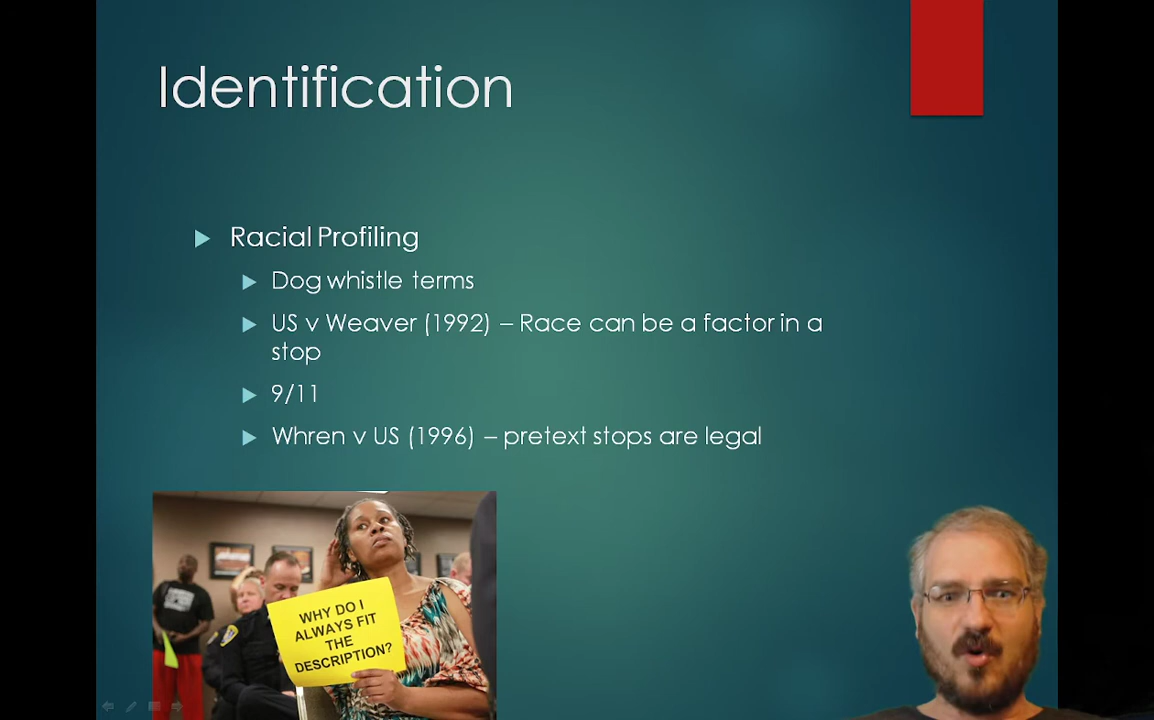 Identification
Racial Profiling
Dog whistle terms
US v Weaver (1992) – Race can be a factor in a
stop
9/11
Whren v US (1996) – pretext stops are legal
WHY DO I
ALWAYS FIT
THE
DESCRIPTION?